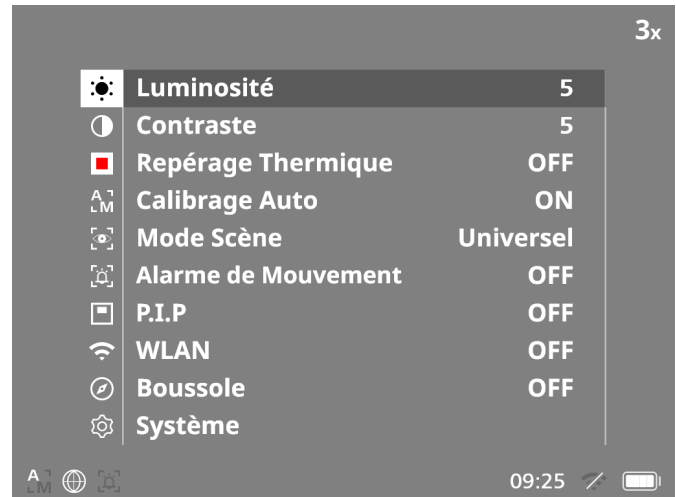 3x
Luminosité 5
Contraste 5
Repérage Thermique OFF
A M Calibrage Auto ON
Mode Scène Universel
Alarme de Mouvement OFF
P.I.P OFF
WLAN OFF
Boussole OFF
Système
A M 09:25